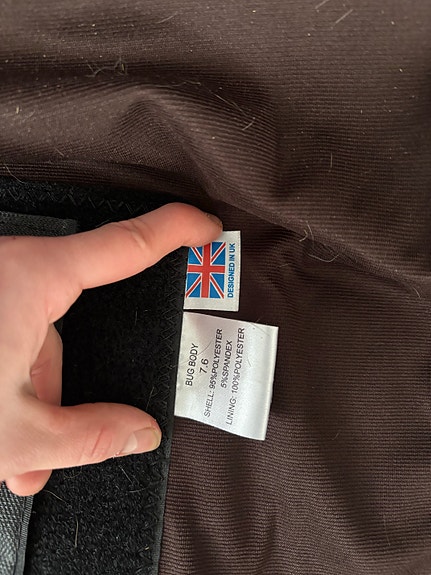 DESIGNED IN UK
BUG BODY
7.6
SHELL: 95%POLYESTER
5%SPANDEX
LINING: 100%POLYESTER